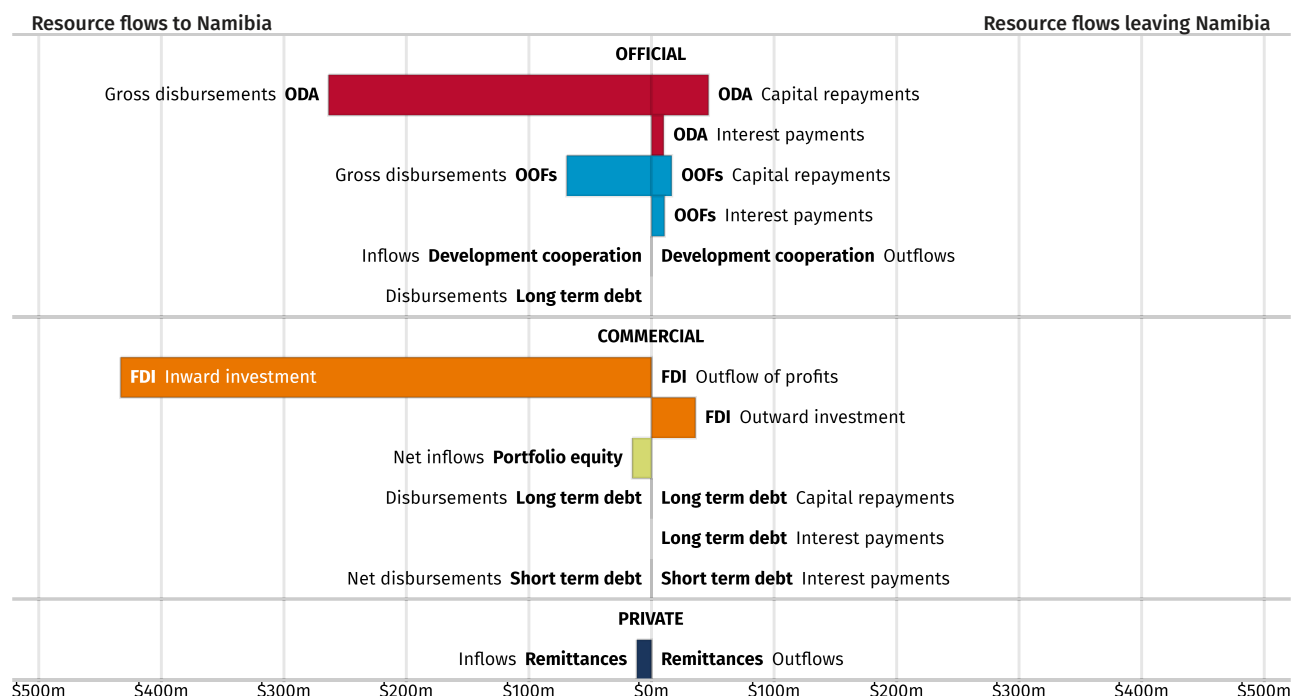 Resource flows to Namibia Resource flows leaving Namibia
OFFICIAL
Gross disbursements ODA ODA Capital repayments
ODA Interest payments
Gross disbursements OOFs OOFs Capital repayments
OOFs Interest payments
Inflows Development cooperation Development cooperation Outflows
Disbursements Long term debt
COMMERCIAL
FDI Inward investment FDI Outflow of profits
FDI Outward investment
Net inflows Portfolio equity
Disbursements Long term debt Long term debt Capital repayments
Long term debt Interest payments
Net disbursements Short term debt Short term debt Interest payments
PRIVATE
Inflows Remittances Remittances Outflows
$500m $400m $300m $200m $100m $0m $100m $200m $300m $400m $500m